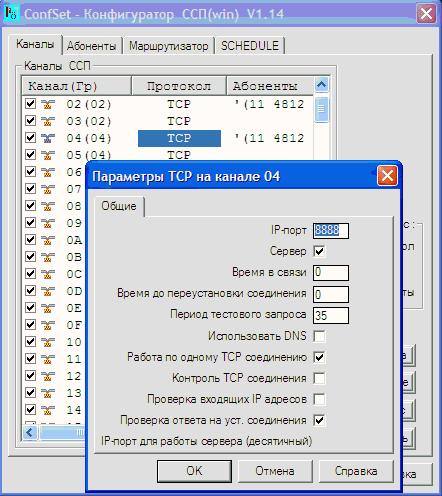 ConfSet - Конфигуратор ССП(win) V1.14
Каналы Абоненты Маршрутизатор SCHEDULE
Каналы ССП
Канал(Гр) Протокол Абоненты
02(02) TCP '(11 4812
03(02) TCP
04(04) TCP '(11 4812
05(04) TCP
06
07
08
09
0A
0B
0C
0D
0E
0F
10
11
12
13
14
15
Параметры TCP на канале 04
Общие
IP-порт 8888
Сервер
Время в связи 0
Время до переустановки соединения 0
Период тестового запроса 35
Использовать DNS
Работа по одному TCP соединению
Контроль TCP соединения
Проверка входящих IP адресов
Проверка ответа на уст. соединения
IP-порт для работы сервера (десятичный)
OK Отмена Справка